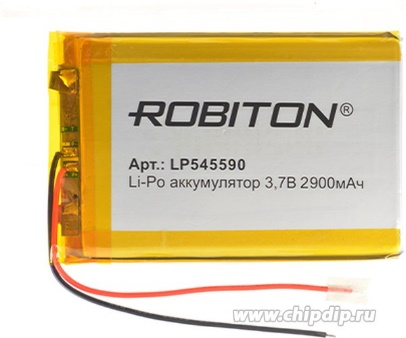 ROBITON®
Арт.: LP545590
Li-Po аккумулятор 3,7В 2900мАч
www.chipdip.ru